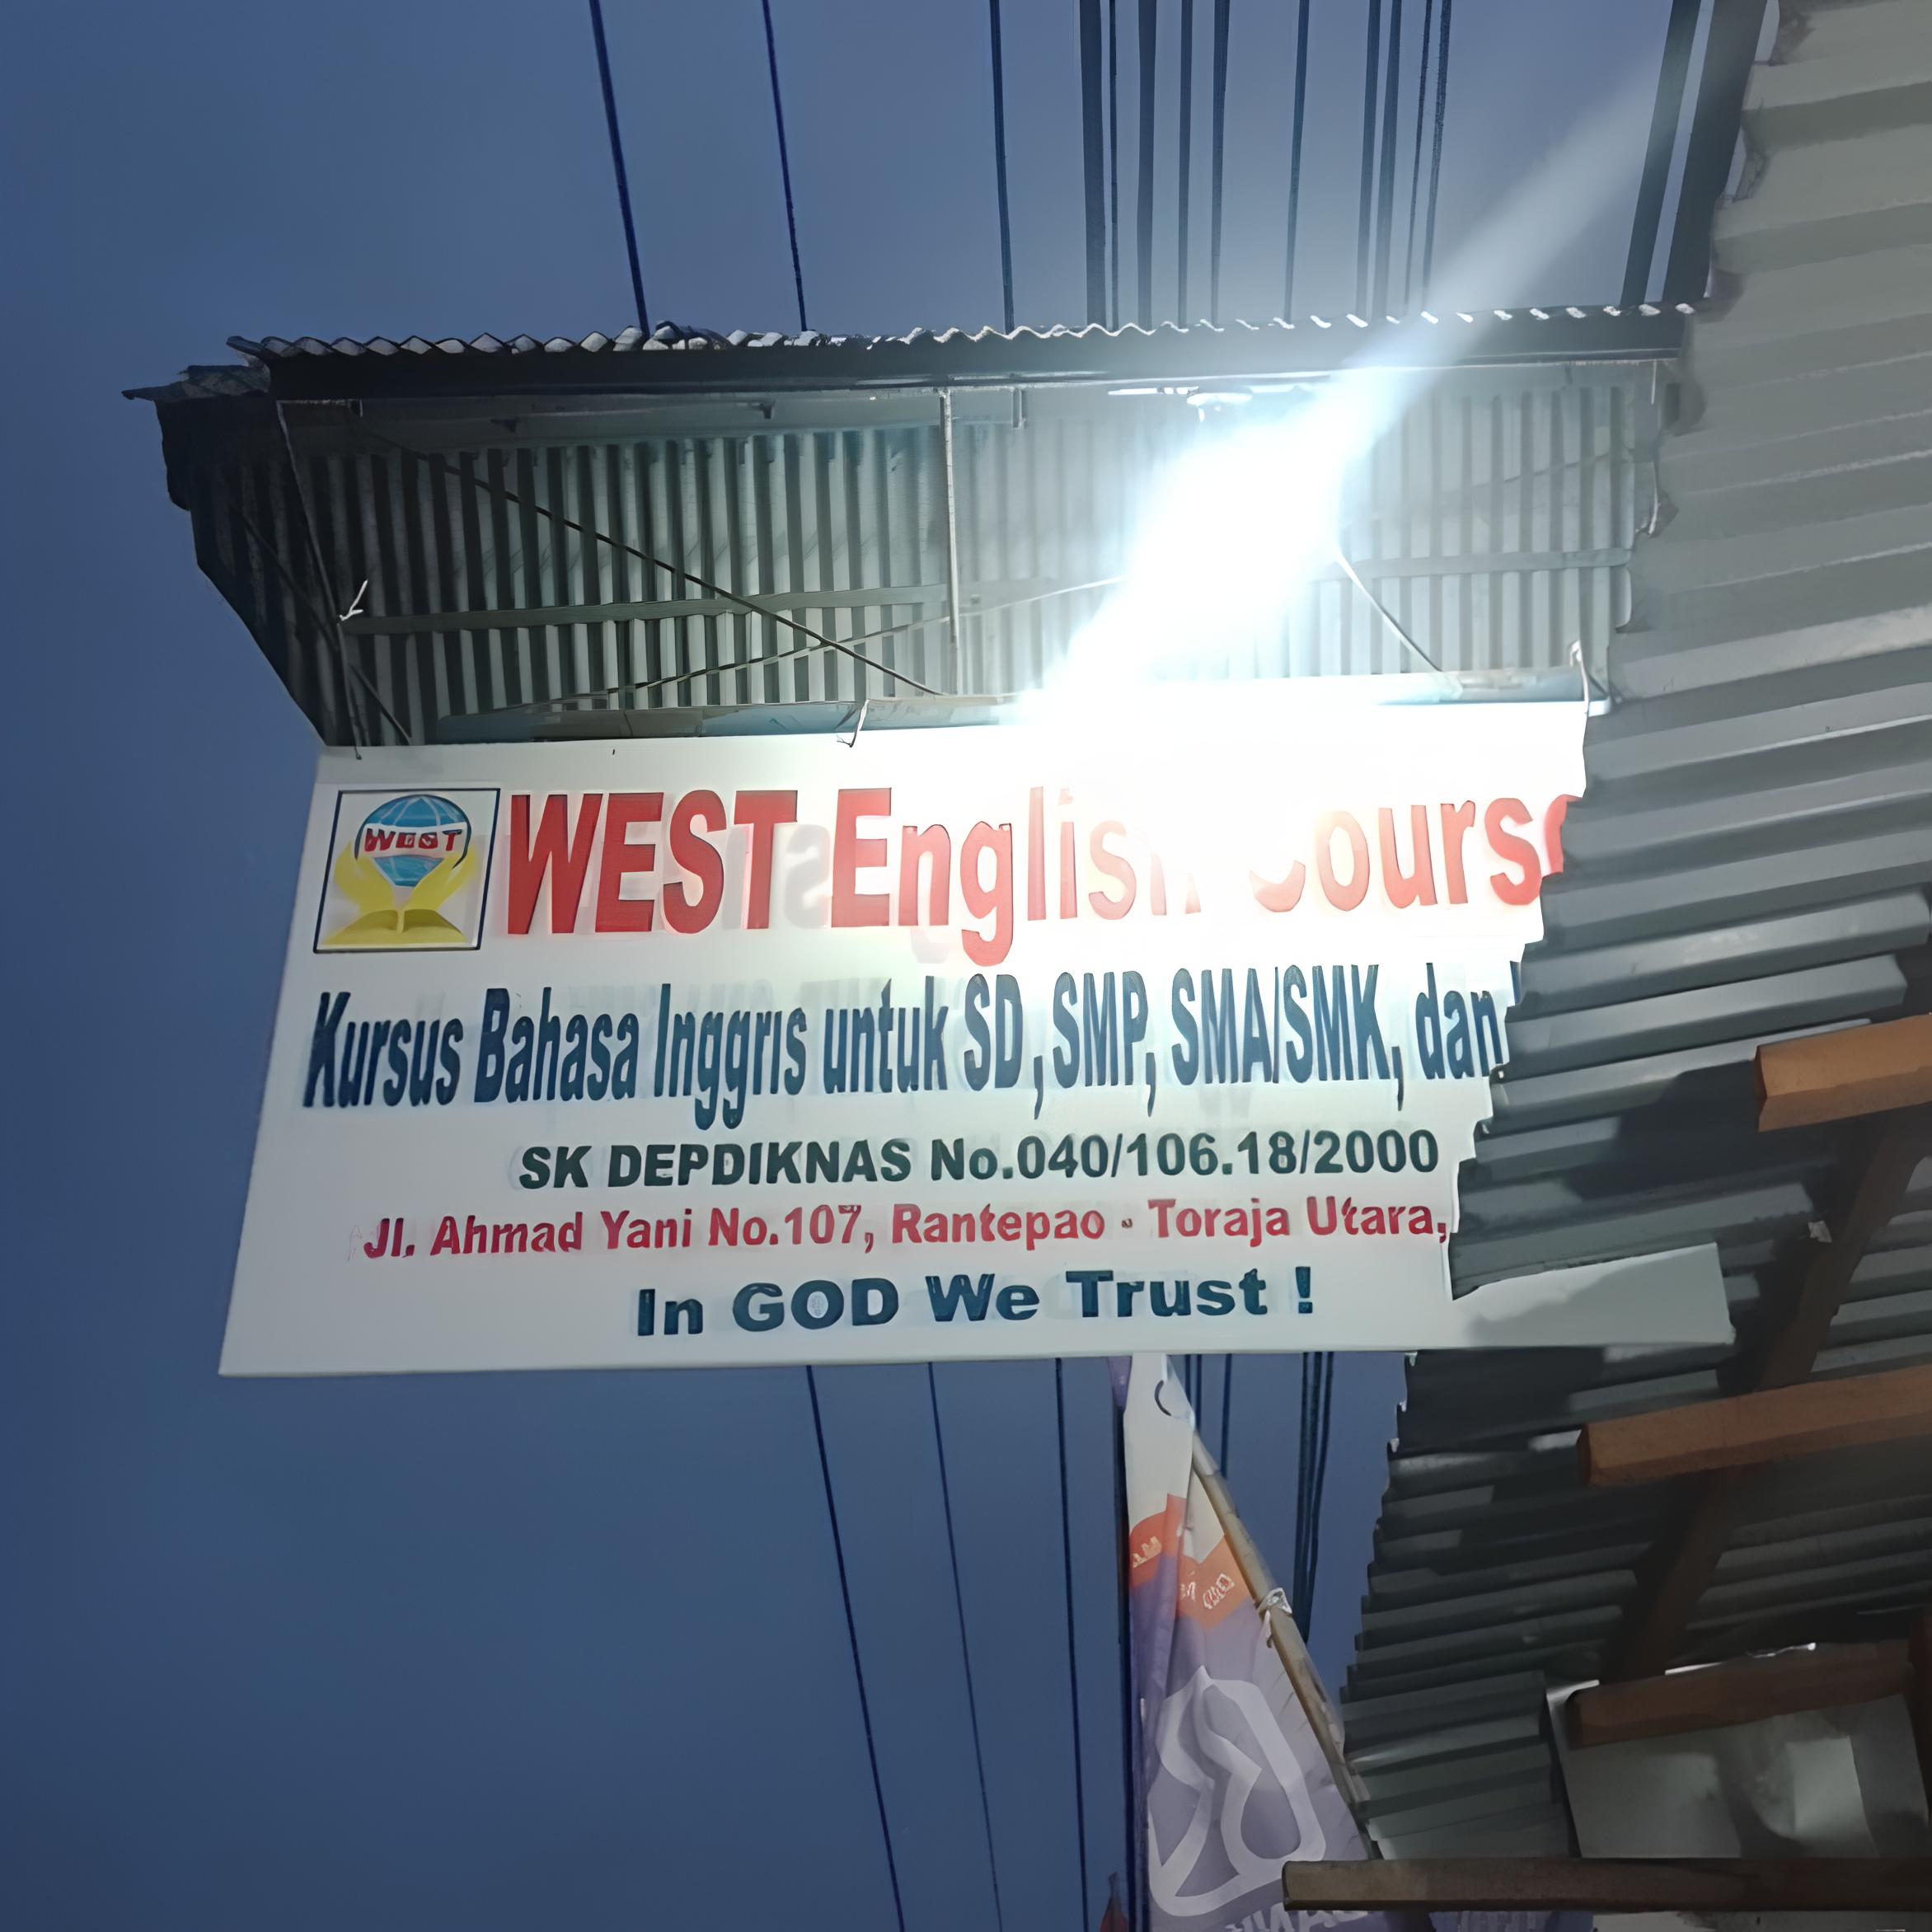 WEST
WEST English Course
Kursus Bahasa Inggris untuk SD, SMP, SMA/SMK, dan
SK DEPDIKNAS No.040/106.18/2000
Jl. Ahmad Yani No.107, Rantepao - Toraja Utara,
In GOD We Trust !